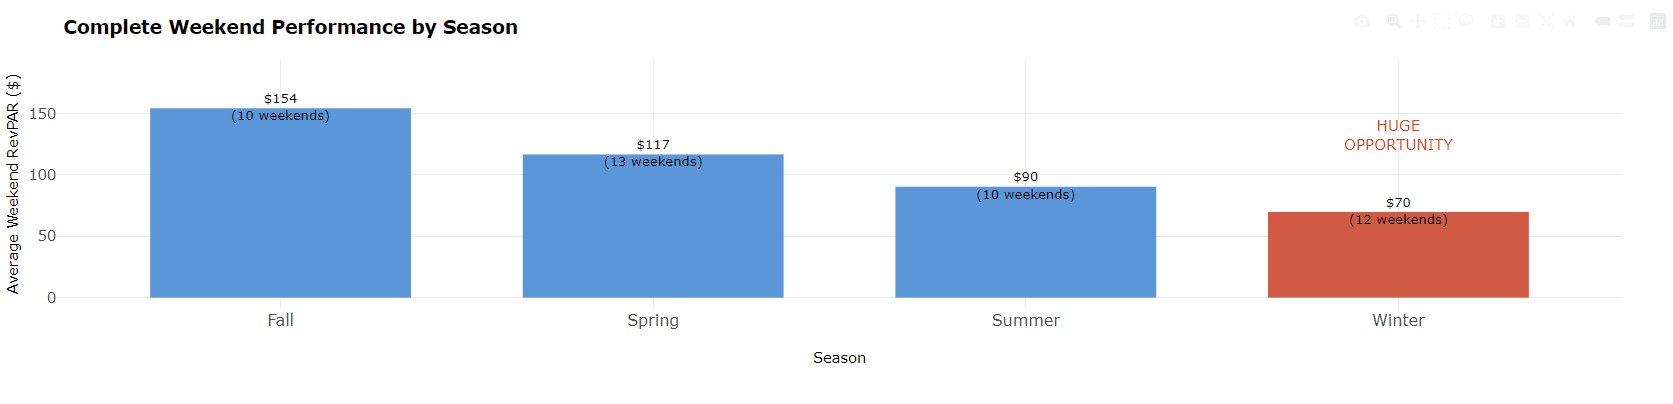 Complete Weekend Performance by Season
Average Weekend RevPAR ($)
150
100
50
0
$154
(10 weekends)
$117
(13 weekends)
$90
(10 weekends)
$70
(12 weekends)
HUGE
OPPORTUNITY
Fall
Spring
Summer
Winter
Season